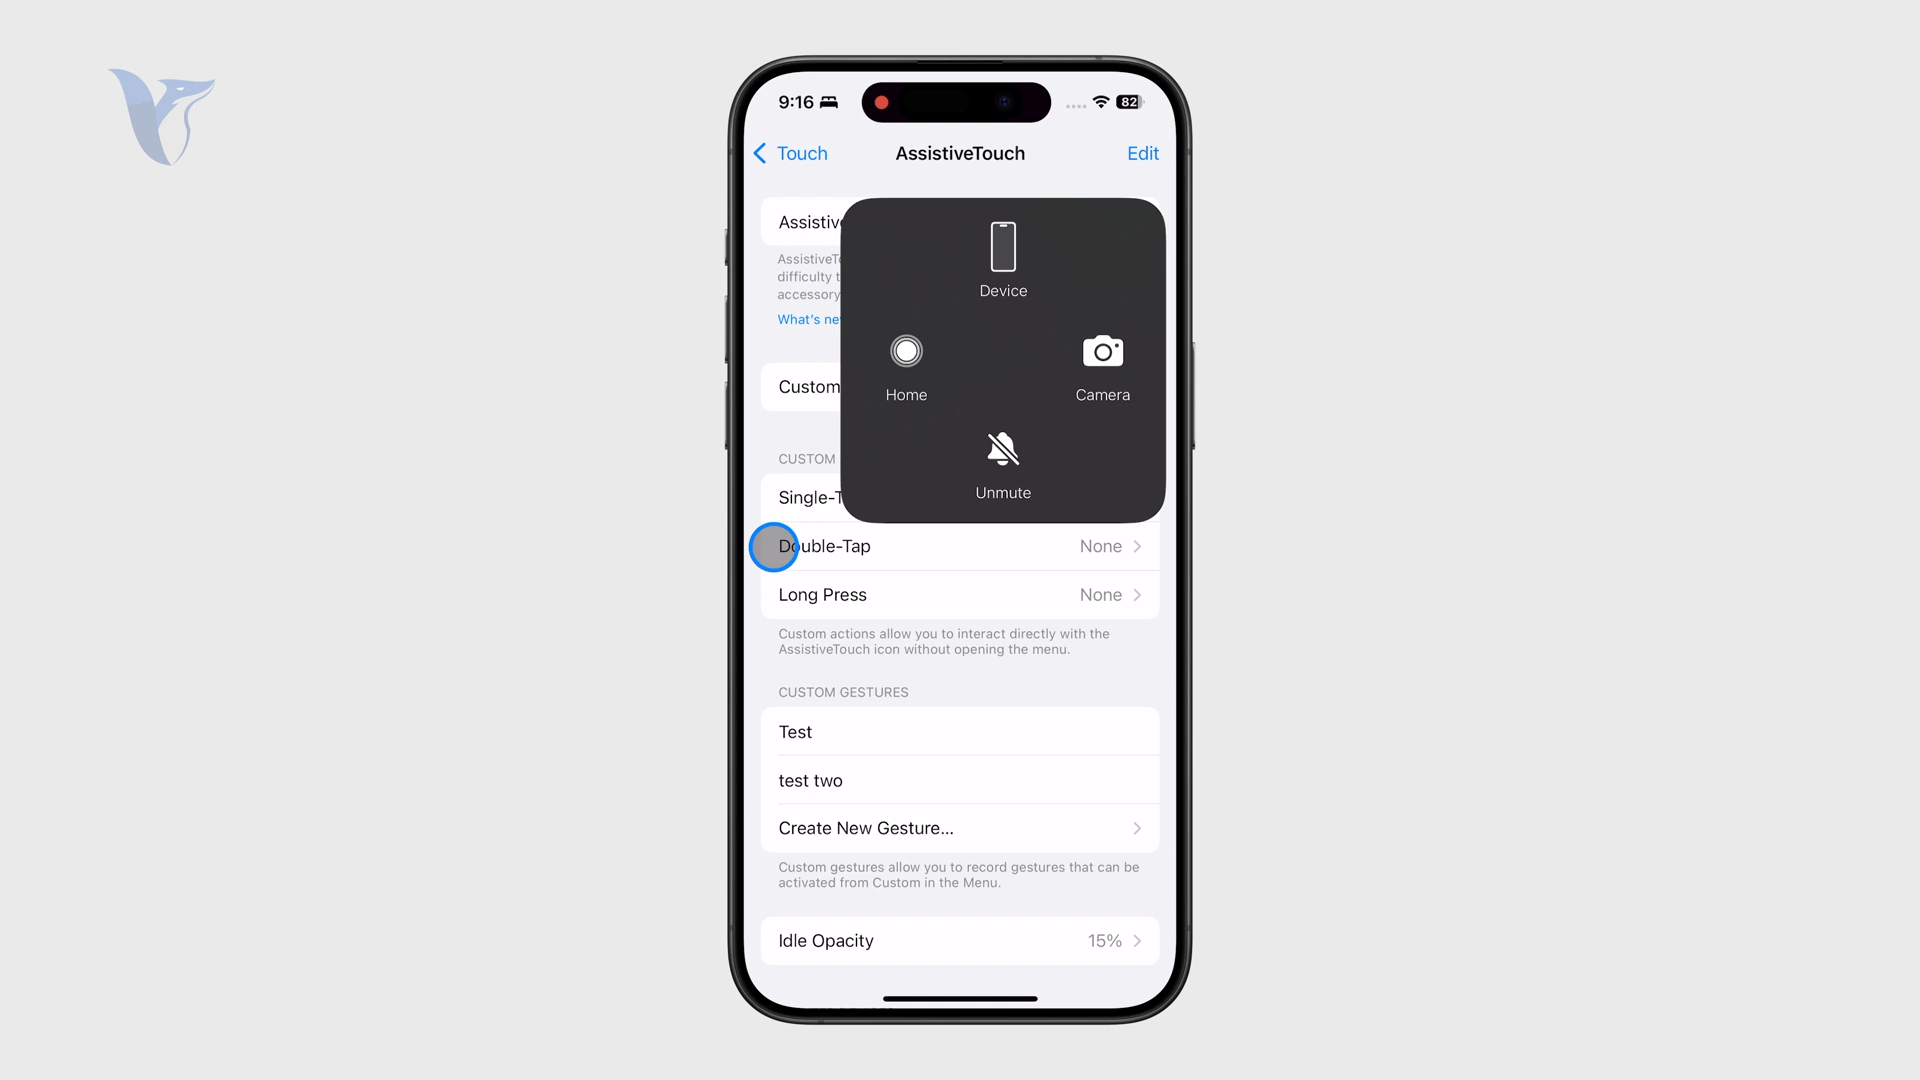 9:16
82
Touch
AssistiveTouch
Edit
Assistiv
AssistiveT
difficulty t
accessory
What's ne
Device
Home
Camera
Unmute
Custom
CUSTOM
Single-T
Double-Tap
None
Long Press
None
Custom actions allow you to interact directly with the
AssistiveTouch icon without opening the menu.
CUSTOM GESTURES
Test
test two
Create New Gesture...
Custom gestures allow you to record gestures that can be
activated from Custom in the Menu.
Idle Opacity
15%